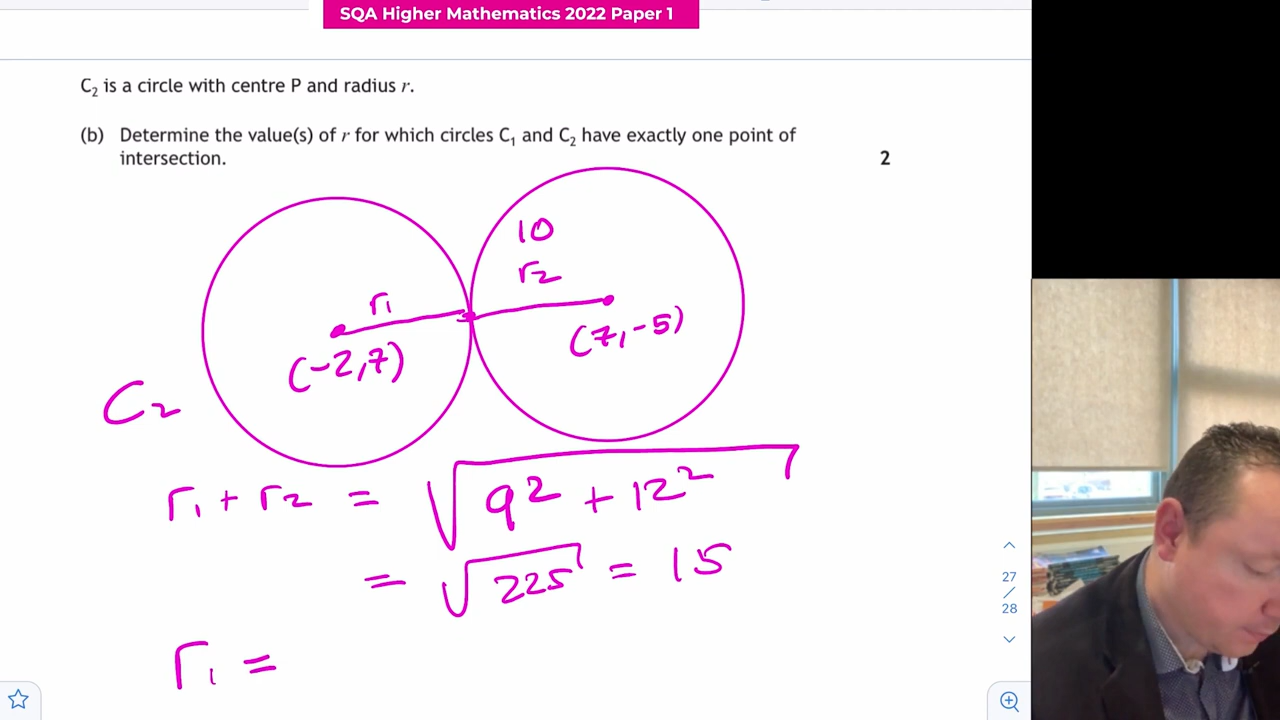 SQA Higher Mathematics 2022 Paper 1
C₂ is a circle with centre P and radius r.
(b) Determine the value(s) of r for which circles C₁ and C₂ have exactly one point of
intersection.
2
10
r₂
r₁
(-2,7)
(7,-5)
C₂
r₁ + r₂ = √(9² + 12²)
= √225 = 15
r₁ =
27
/
28